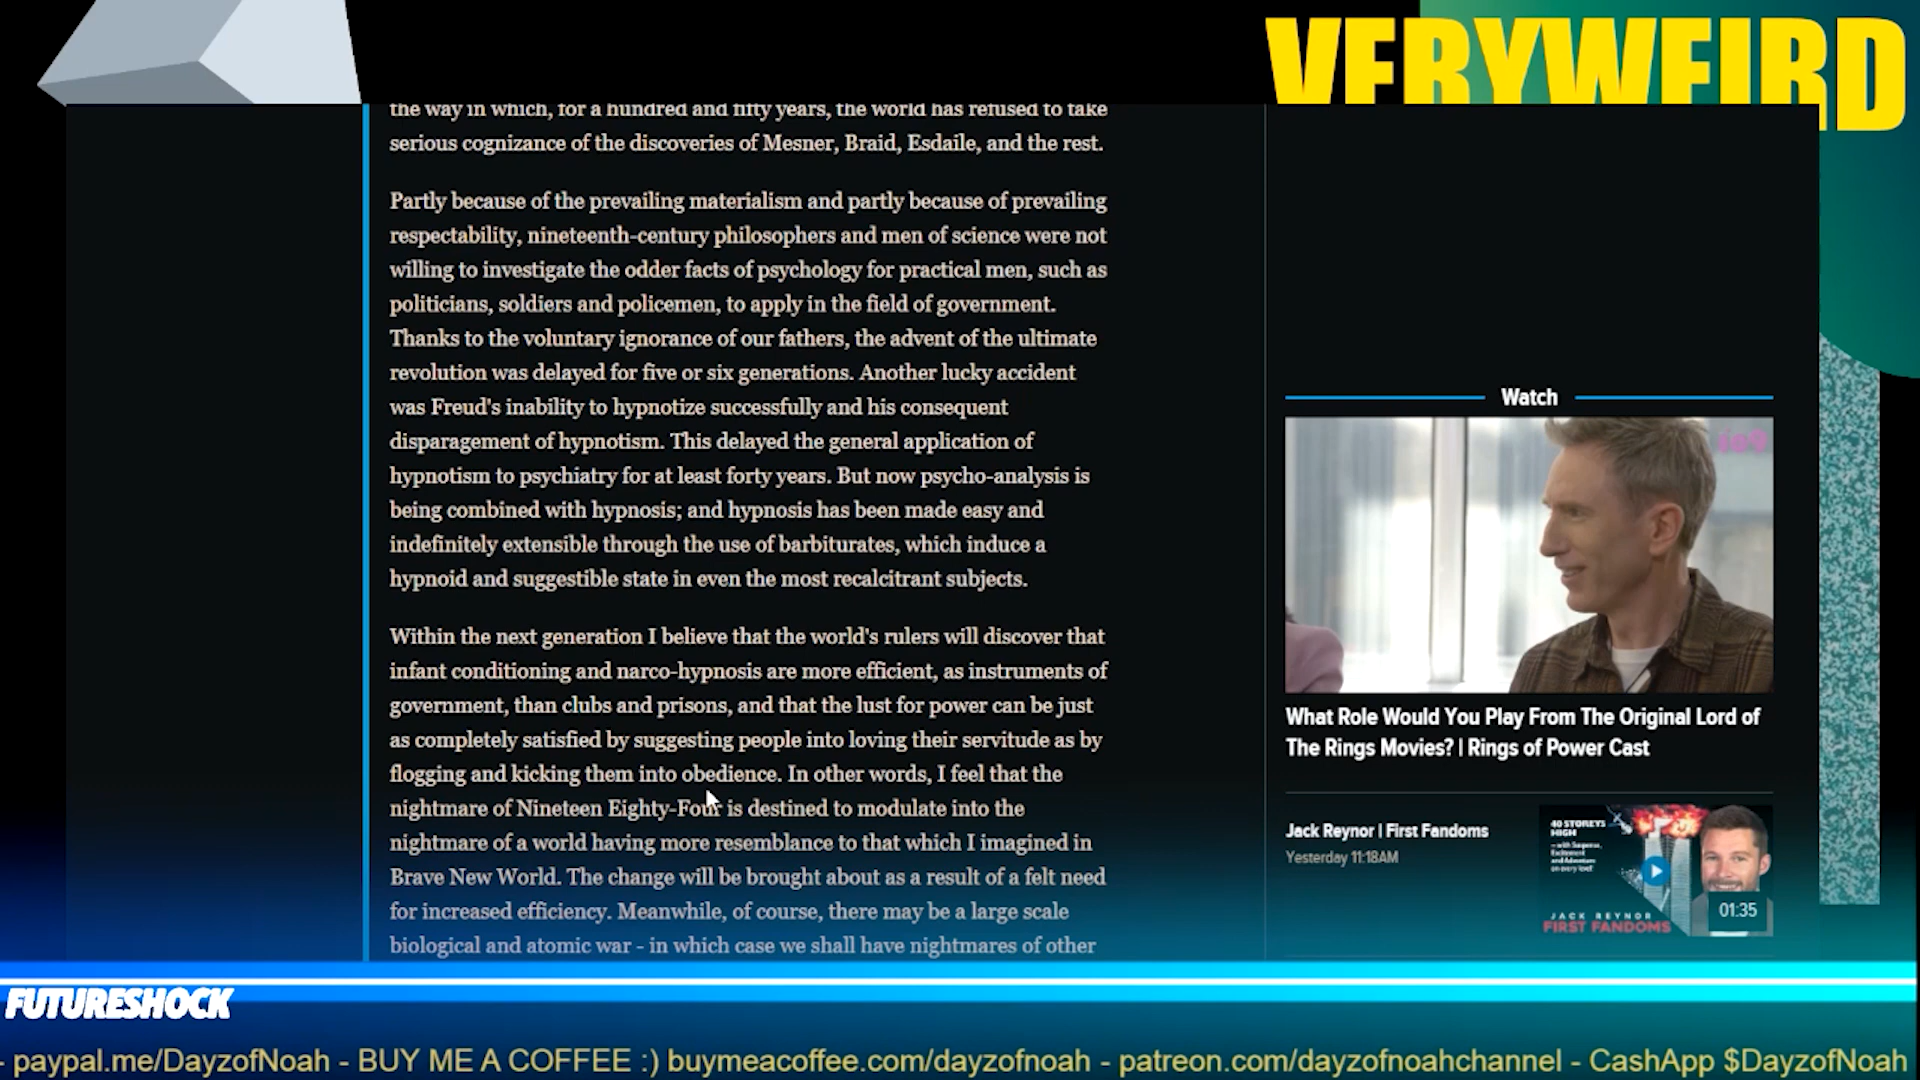 VERYWEIRD
the way in which, for a hundred and fifty years, the world has refused to take
serious cognizance of the discoveries of Mesner, Braid, Esdaile, and the rest.
Partly because of the prevailing materialism and partly because of prevailing
respectability, nineteenth-century philosophers and men of science were not
willing to investigate the odder facts of psychology for practical men, such as
politicians, soldiers and policemen, to apply in the field of government.
Thanks to the voluntary ignorance of our fathers, the advent of the ultimate
revolution was delayed for five or six generations. Another lucky accident
was Freud's inability to hypnotize successfully and his consequent
disparagement of hypnotism. This delayed the general application of
hypnotism to psychiatry for at least forty years. But now psycho-analysis is
being combined with hypnosis; and hypnosis has been made easy and
indefinitely extensible through the use of barbiturates, which induce a
hypnoid and suggestible state in even the most recalcitrant subjects.
Within the next generation I believe that the world's rulers will discover that
infant conditioning and narco-hypnosis are more efficient, as instruments of
government, than clubs and prisons, and that the lust for power can be just
as completely satisfied by suggesting people into loving their servitude as by
flogging and kicking them into obedience. In other words, I feel that the
nightmare of Nineteen Eighty-Four is destined to modulate into the
nightmare of a world having more resemblance to that which I imagined in
Brave New World. The change will be brought about as a result of a felt need
for increased efficiency. Meanwhile, of course, there may be a large scale
biological and atomic war - in which case we shall have nightmares of other
Watch
io9
What Role Would You Play From The Original Lord of
The Rings Movies? | Rings of Power Cast
Jack Reynor | First Fandoms
Yesterday 11:18AM
40 STOREYS
HIGH
— with Suspense,
Excitement
and Adventure
on every level!
JACK REYNOR
FIRST FANDOMS
01:35
FUTURESHOCK
- paypal.me/DayzofNoah - BUY ME A COFFEE :) buymeacoffee.com/dayzofnoah - patreon.com/dayzofnoahchannel - CashApp $DayzofNoah